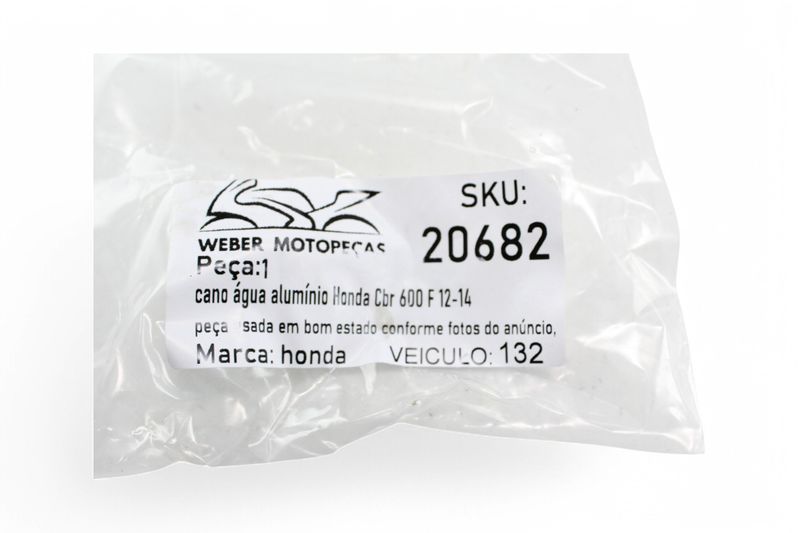 WEBER MOTOPEÇAS
SKU:
20682
Peça:1
cano água alumínio Honda Cbr 600 F 12-14
peça sada em bom estado conforme fotos do anúncio,
Marca: honda VEICULO: 132